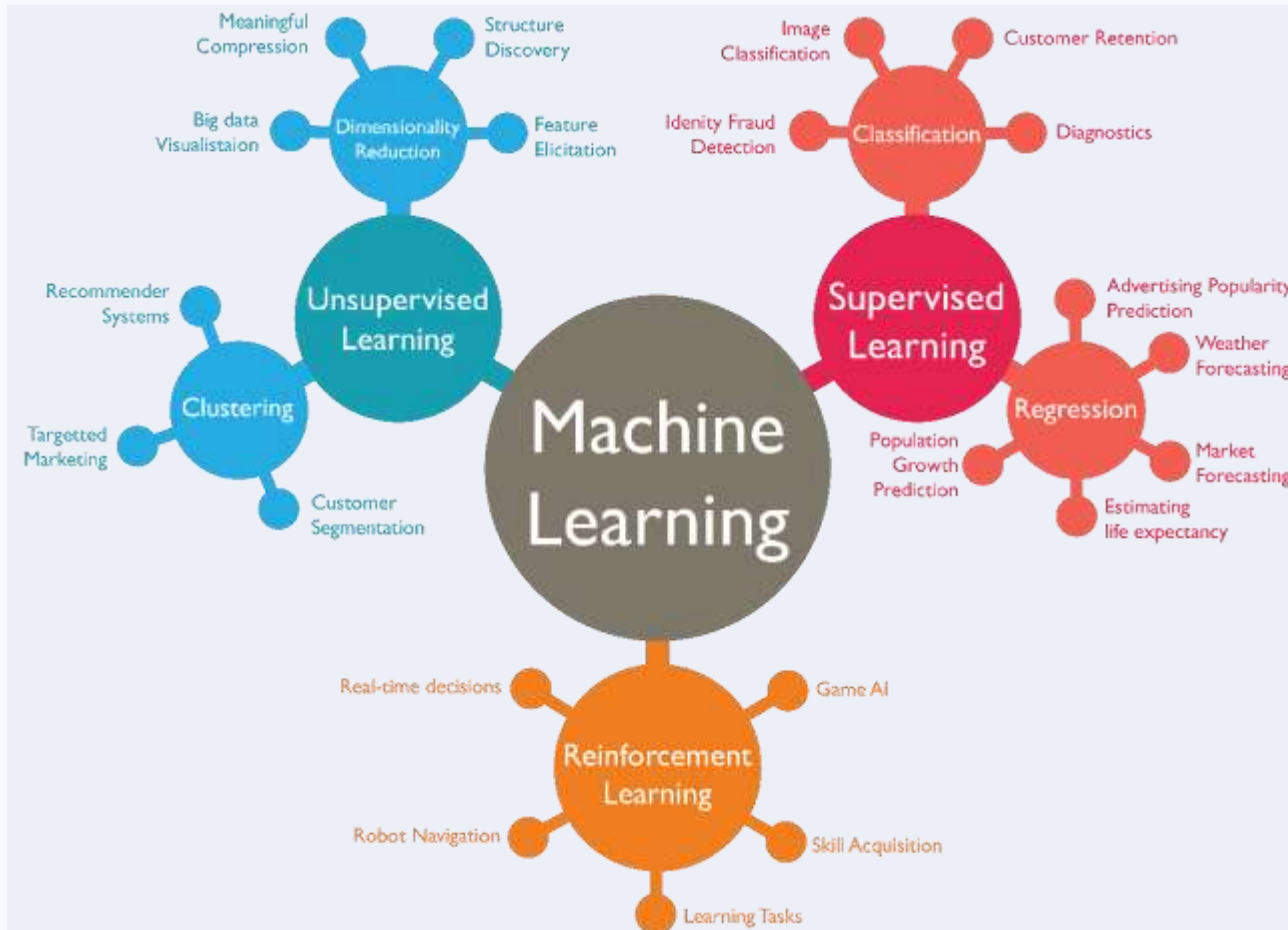 Meaningful
Compression
Structure
Discovery
Big data
Visualistaion
Dimensionality
Reduction
Feature
Elicitation
Image
Classification
Customer Retention
Idenity Fraud
Detection
Classification
Diagnostics
Recommender
Systems
Unsupervised
Learning
Clustering
Targetted
Marketing
Customer
Segmentation
Supervised
Learning
Advertising Popularity
Prediction
Weather
Forecasting
Regression
Population
Growth
Prediction
Market
Forecasting
Estimating
life expectancy
Machine
Learning
Real-time decisions
Game AI
Reinforcement
Learning
Robot Navigation
Skill Acquisition
Learning Tasks